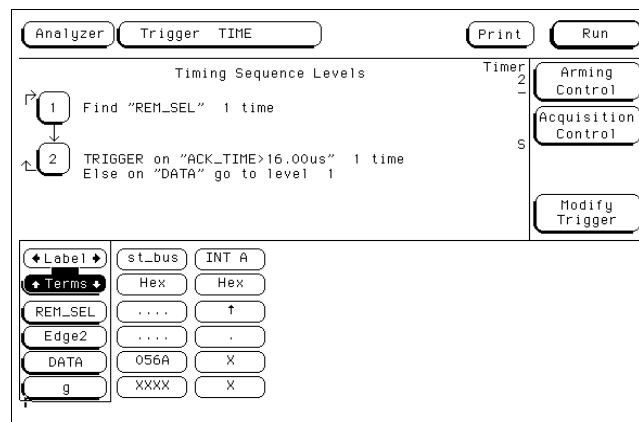 Analyzer Trigger TIME Print Run
Timing Sequence Levels
Timer
2
-
S
Arming
Control
Acquisition
Control
Modify
Trigger
1 Find "REM_SEL" 1 time
2 TRIGGER on "ACK_TIME>16.00us" 1 time
Else on "DATA" go to level 1
Label st_bus INT A
Terms Hex Hex
REM_SEL .... ↑
Edge2 .... .
DATA 056A X
g XXXX X